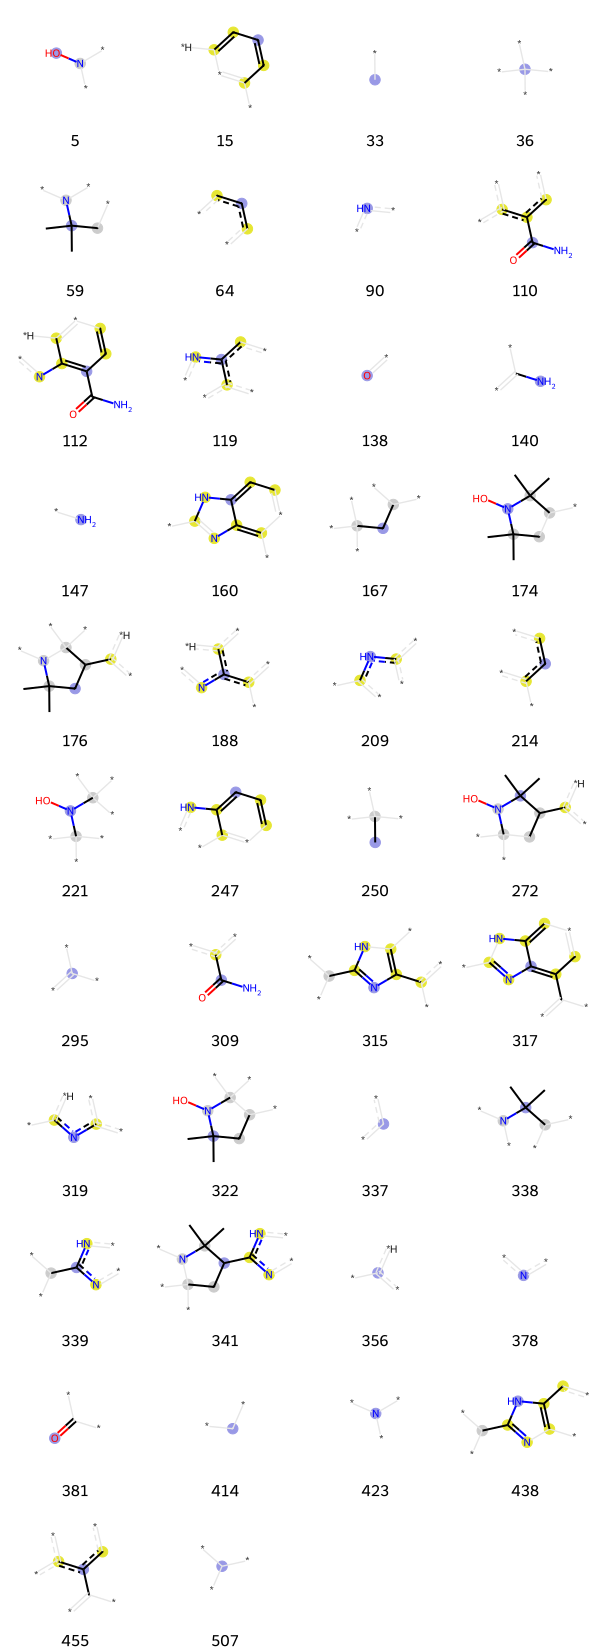 HO N * *
*H * *
*
* * * *
5 15 33 36
* * N *
* *
HN * *
* * O NH₂
59 64 90 110
*H * * N O NH₂
HN * * * *
O *
* * NH₂
112 119 138 140
* NH₂
HN * N *
* * * *
HO N *
147 160 167 174
* * *H * N *
*H * * * N *
HN * * * *
* *
176 188 209 214
HO * * N * *
HN * * *
* * *
HO *H N * * *
221 247 250 272
* * *
* * O NH₂
* HN * N * * *
HN * * N * *
295 309 315 317
*H * * * N
* * HO N *
* *
N * * *
319 322 337 338
HN * * * N *
HN * * N * * N *
*H * *
* * N
339 341 356 378
* * O
* *
* * N *
HN * * N * *
381 414 423 438
* * * * * *
* * *
455 507